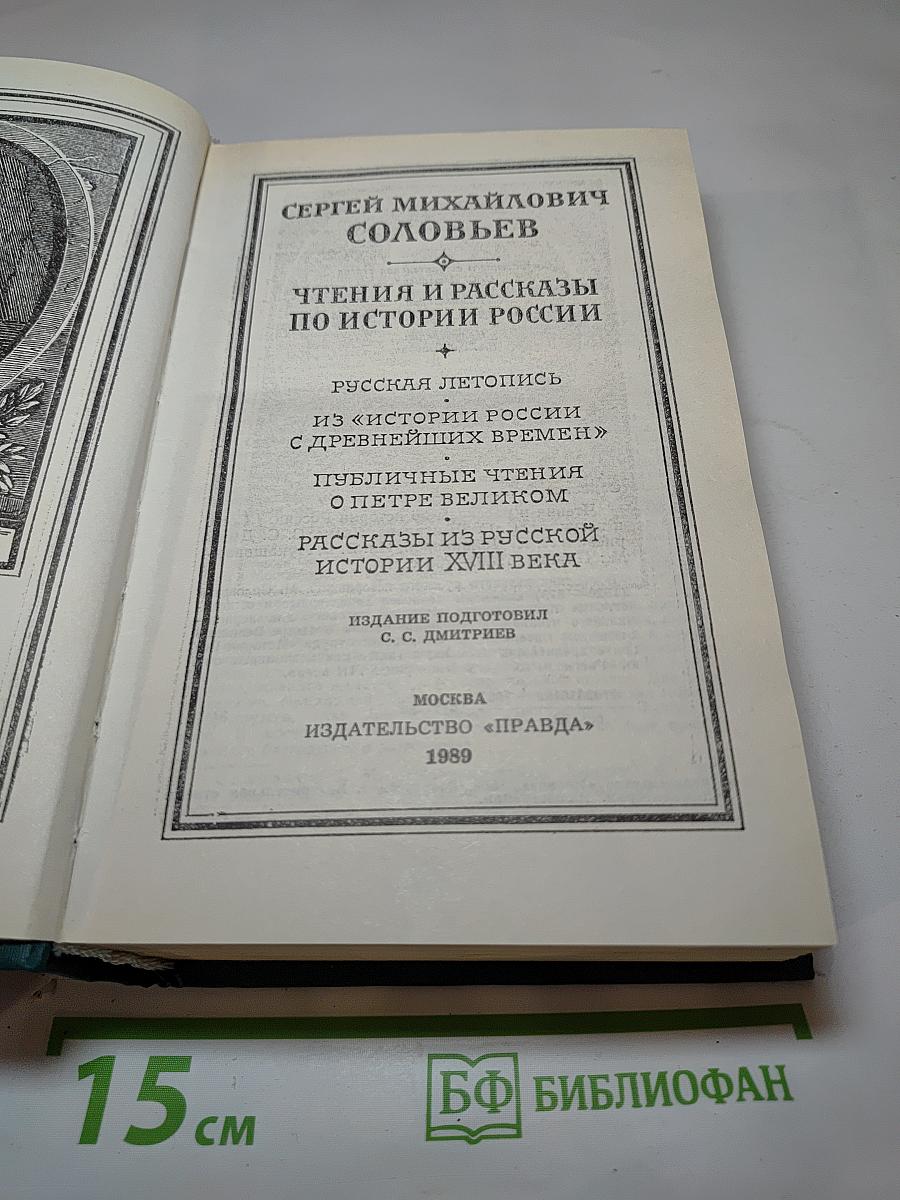 СЕРГЕЙ МИХАЙЛОВИЧ
СОЛОВЬЕВ
ЧТЕНИЯ И РАССКАЗЫ
ПО ИСТОРИИ РОССИИ
РУССКАЯ ЛЕТОПИСЬ
ИЗ «ИСТОРИИ РОССИИ
С ДРЕВНЕЙШИХ ВРЕМЕН»
ПУБЛИЧНЫЕ ЧТЕНИЯ
О ПЕТРЕ ВЕЛИКОМ
РАССКАЗЫ ИЗ РУССКОЙ
ИСТОРИИ XVIII ВЕКА
ИЗДАНИЕ ПОДГОТОВИЛ
С. С. ДМИТРИЕВ
МОСКВА
ИЗДАТЕЛЬСТВО «ПРАВДА»
1989
15 см
БФ БИБЛИОФАН